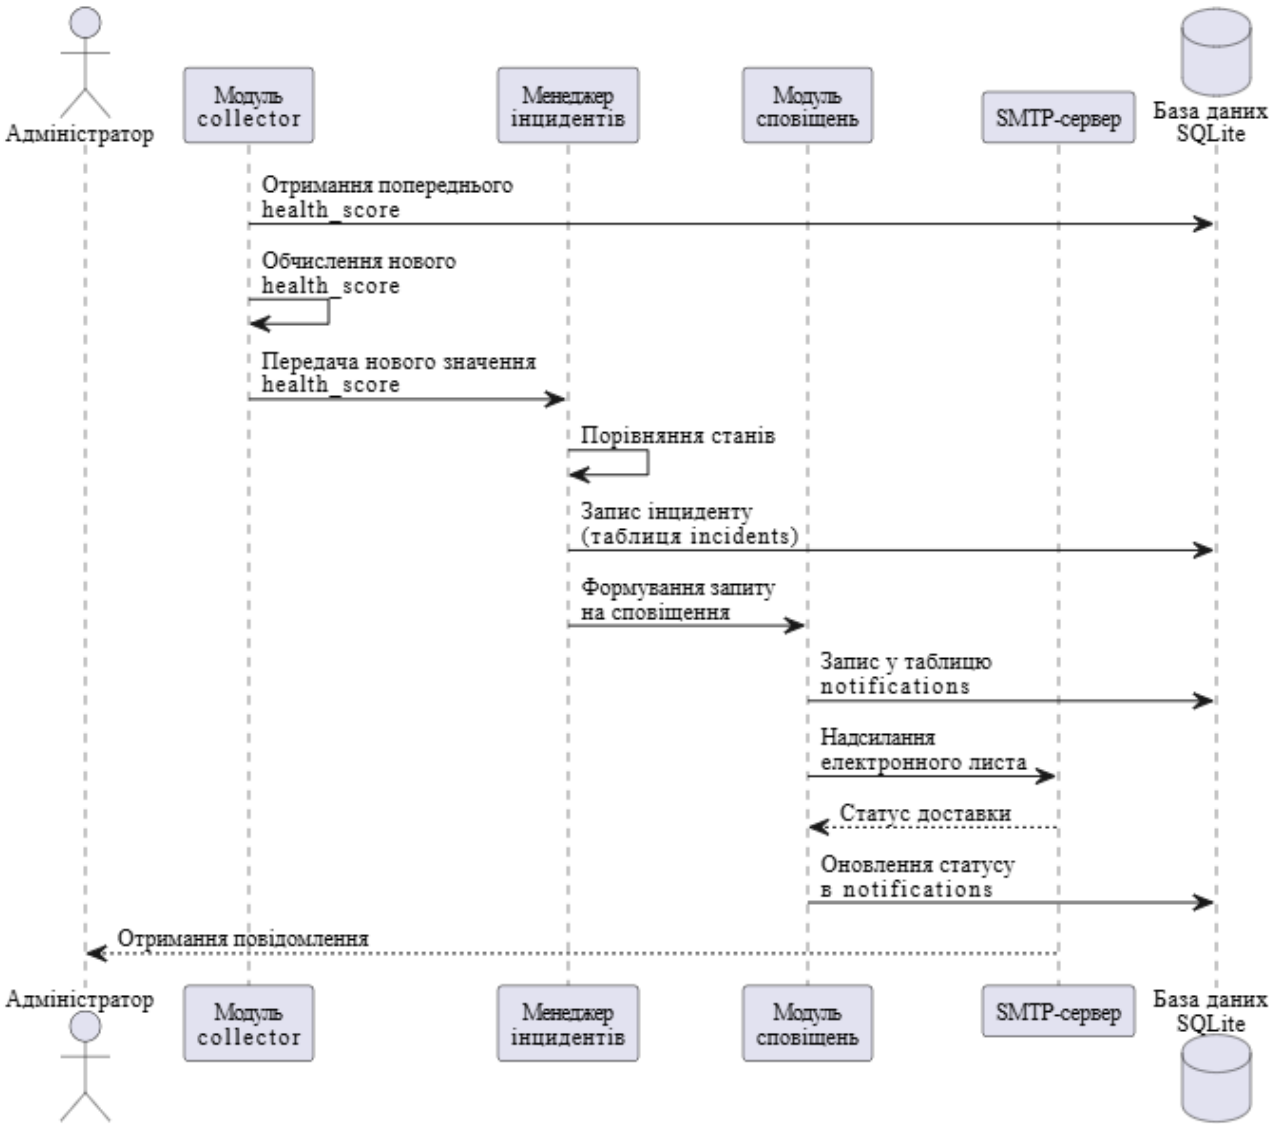 Адміністратор
Модуль
collector
Менеджер
інцидентів
Модуль
сповіщень
SMTP-сервер
База даних
SQLite
Отримання попереднього
health_score
Обчислення нового
health_score
Передача нового значення
health_score
Порівняння станів
Запис інциденту
(таблиця incidents)
Формування запиту
на сповіщення
Запис у таблицю
notifications
Надсилання
електронного листа
Статус доставки
Оновлення статусу
в notifications
Отримання повідомлення
Адміністратор
Модуль
collector
Менеджер
інцидентів
Модуль
сповіщень
SMTP-сервер
База даних
SQLite